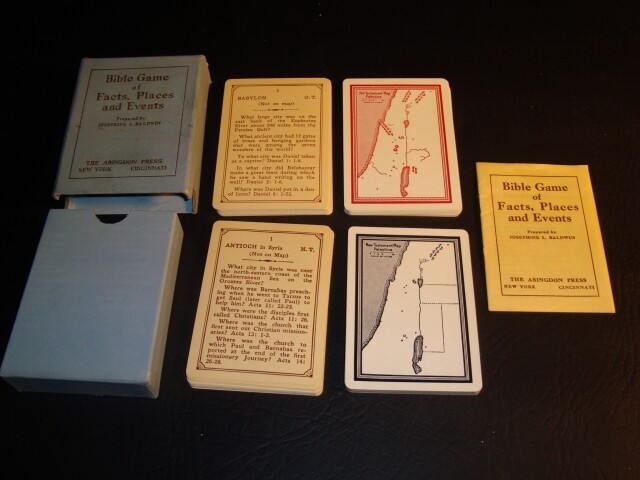 Bible Game
of
Facts, Places
and Events
Prepared by
JOSEPHINE L. BALDWIN
THE ABINGDON PRESS
NEW YORK CINCINNATI
1
BABYLON O. T.
(Not on map)
What large city was on the
east bank of the Euphrates
River about 200 miles from the
Persian Gulf?
What ancient city had 12 gates
of brass and hanging gardens
that were among the seven
wonders of the world?
To what city was Daniel taken
as a captive? Daniel 1: 1-6.
In what city did Belshazzar
make a great feast during which
he saw a hand writing on the
wall? Daniel 5: 1-6.
Where was Daniel put in a den
of lions? Daniel 6: 1-23.
Old Testament Map
Palestine
1
ANTIOCH in Syria N. T.
(Not on Map)
What city in Syria was near
the north-eastern coast of the
Mediterranean Sea on the
Orontes River?
Where was Barnabas preach-
ing when he went to Tarsus to
get Saul (later called Paul) to
help him? Acts 11: 22-25.
Where were the disciples first
called Christians? Acts 11: 26.
Where was the church that
first sent out Christian mission-
aries? Acts 13: 1-3.
Where was the church to
which Paul and Barnabas re-
ported at the end of the first
missionary journey? Acts 14:
26-28.
New Testament Map
Palestine
Bible Game
of
Facts, Places
and Events
Prepared by
JOSEPHINE L. BALDWIN
THE ABINGDON PRESS
NEW YORK CINCINNATI